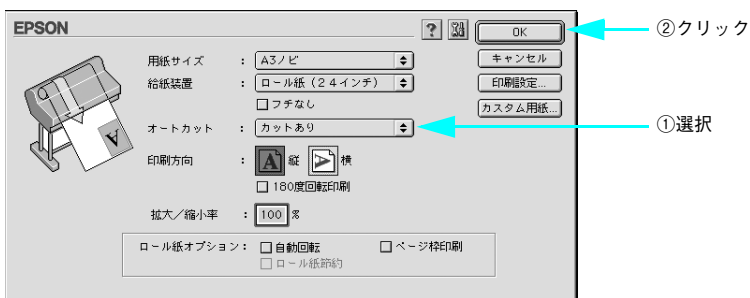 EPSON
? OK ②クリック
用紙サイズ : A3ノビ キャンセル
給紙装置 : ロール紙（24インチ） 印刷設定...
フチなし カスタム用紙...
オートカット : カットあり ①選択
印刷方向 : A 縦 A 横
180度回転印刷
拡大／縮小率 : 100 %
ロール紙オプション： 自動回転 ページ枠印刷
ロール紙節約
A